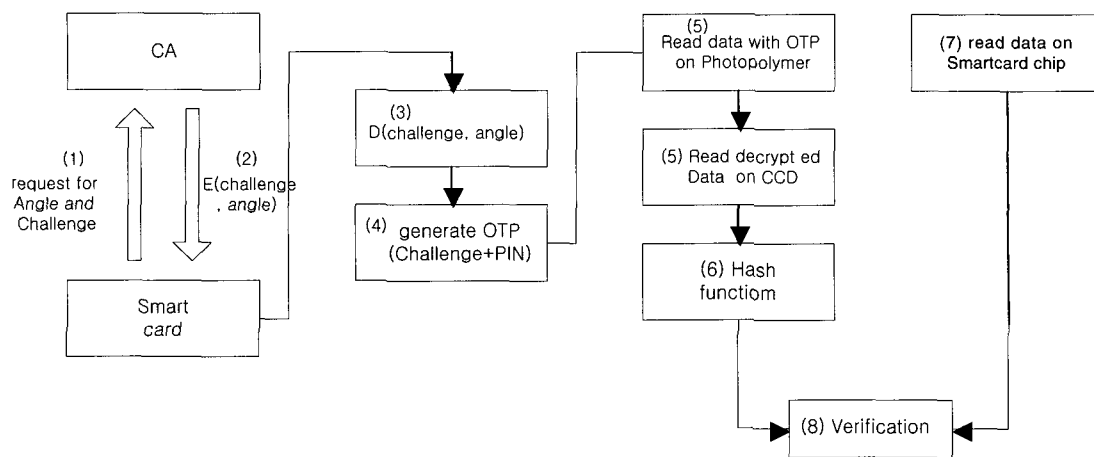 CA
(1)
request for
Angle and
Challenge
(2)
E(challenge
, angle)
Smart
card
(3)
D(challenge, angle)
(4) generate OTP
(Challenge+PIN)
(5)
Read data with OTP
on Photopolymer
(5) Read decrypt ed
Data on CCD
(6) Hash
functiom
(7) read data on
Smartcard chip
(8) Verification